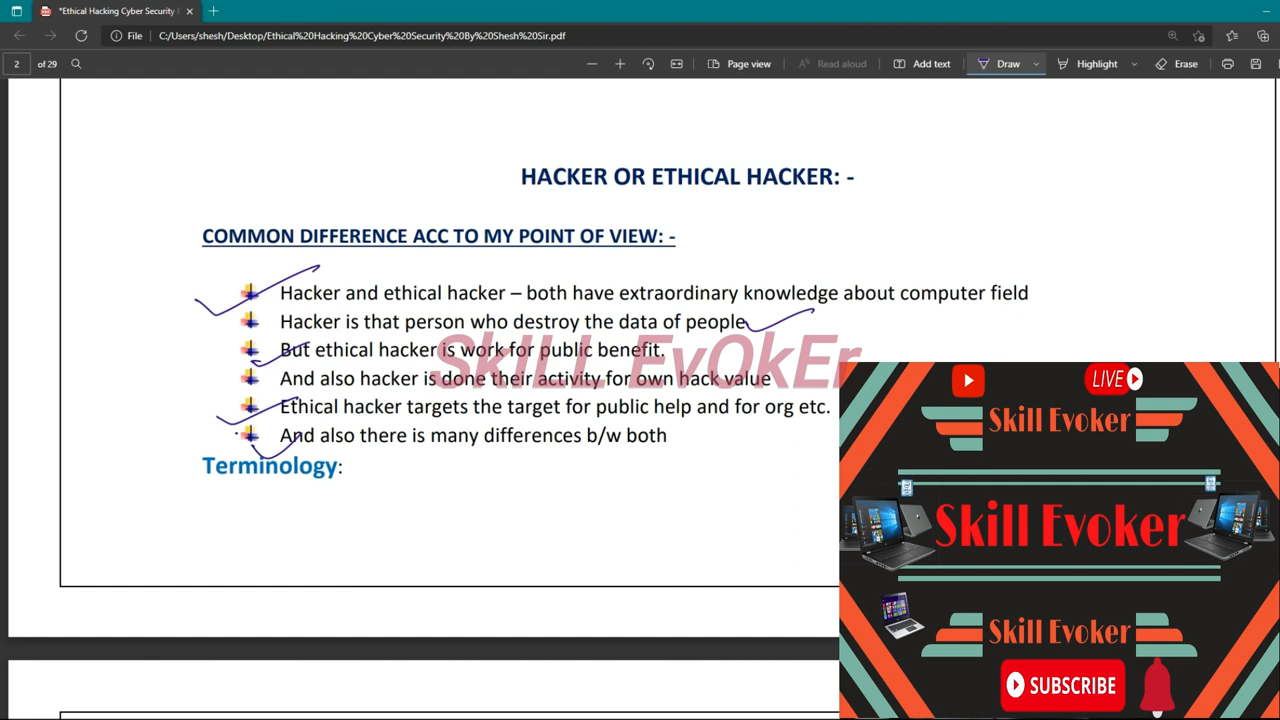 *Ethical Hacking Cyber Security
File
C:/Users/shesh/Desktop/Ethical%20Hacking%20Cyber%20Security%20By%20Shesh%20Sir.pdf
2 of 29
Page view
Read aloud
Add text
Draw
Highlight
Erase
HACKER OR ETHICAL HACKER: -
COMMON DIFFERENCE ACC TO MY POINT OF VIEW: -
Hacker and ethical hacker – both have extraordinary knowledge about computer field
Hacker is that person who destroy the data of people
But ethical hacker is work for public benefit.
And also hacker is done their activity for own hack value
Ethical hacker targets the target for public help and for org etc.
And also there is many differences b/w both
Terminology:
SkILL EvOkEr
LIVE
Skill Evoker
Skill Evoker
Skill Evoker
SUBSCRIBE